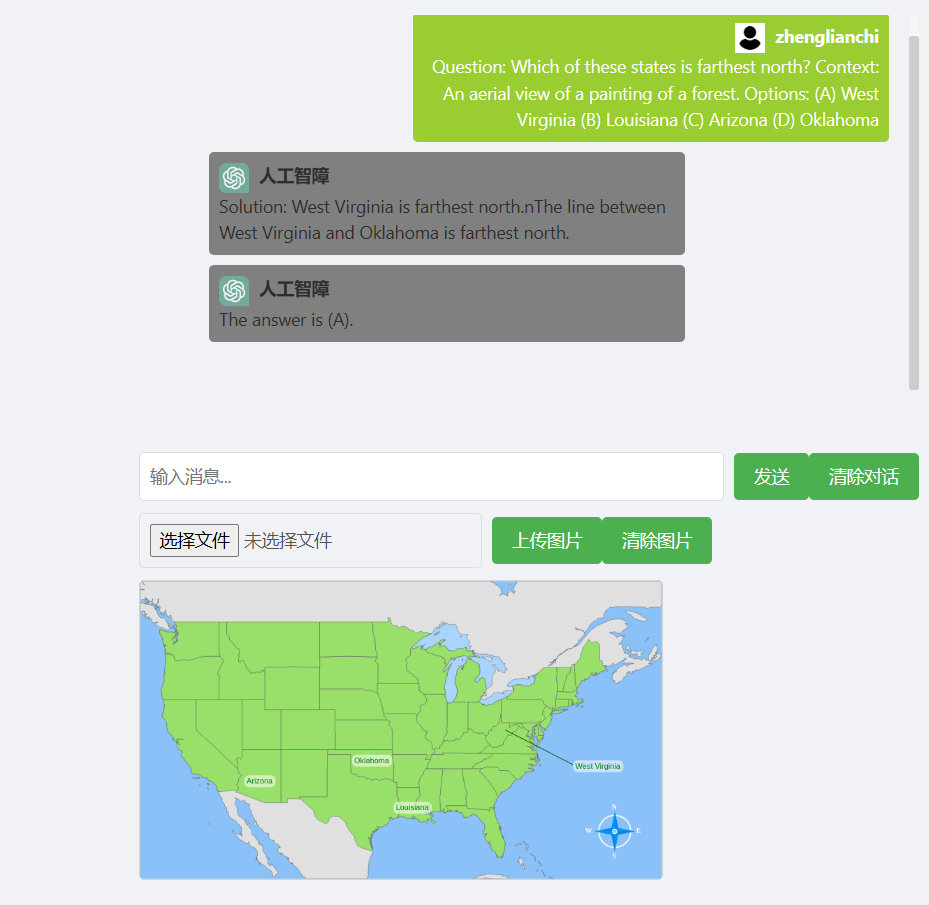 zhenglianchi
Question: Which of these states is farthest north? Context:
An aerial view of a painting of a forest. Options: (A) West
Virginia (B) Louisiana (C) Arizona (D) Oklahoma
人工智障
Solution: West Virginia is farthest north.nThe line between
West Virginia and Oklahoma is farthest north.
人工智障
The answer is (A).
输入消息...
发送
清除对话
选择文件 未选择文件
上传图片
清除图片
Oklahoma
West Virginia
Arizona
Louisiana
N
W
E
S